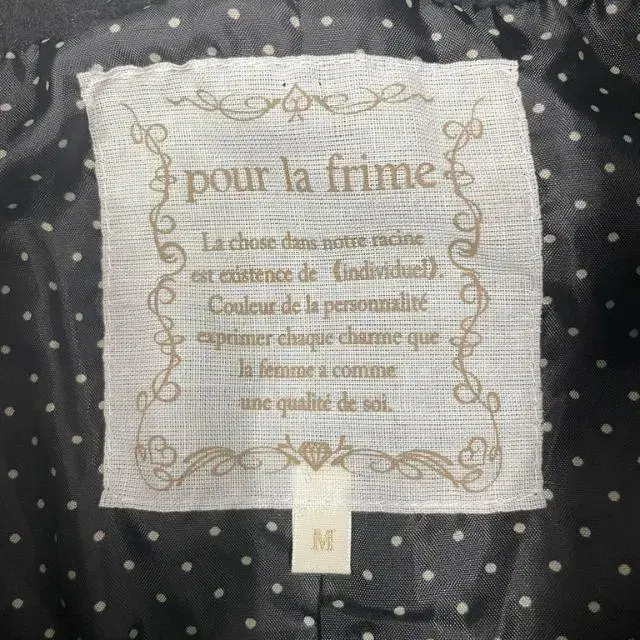 pour la frime
La chose dans notre racine
est existence de 《individuel》.
Couleur de la personnalité
exprimer chaque charme que
la femme a comme
une qualité de soi.
M